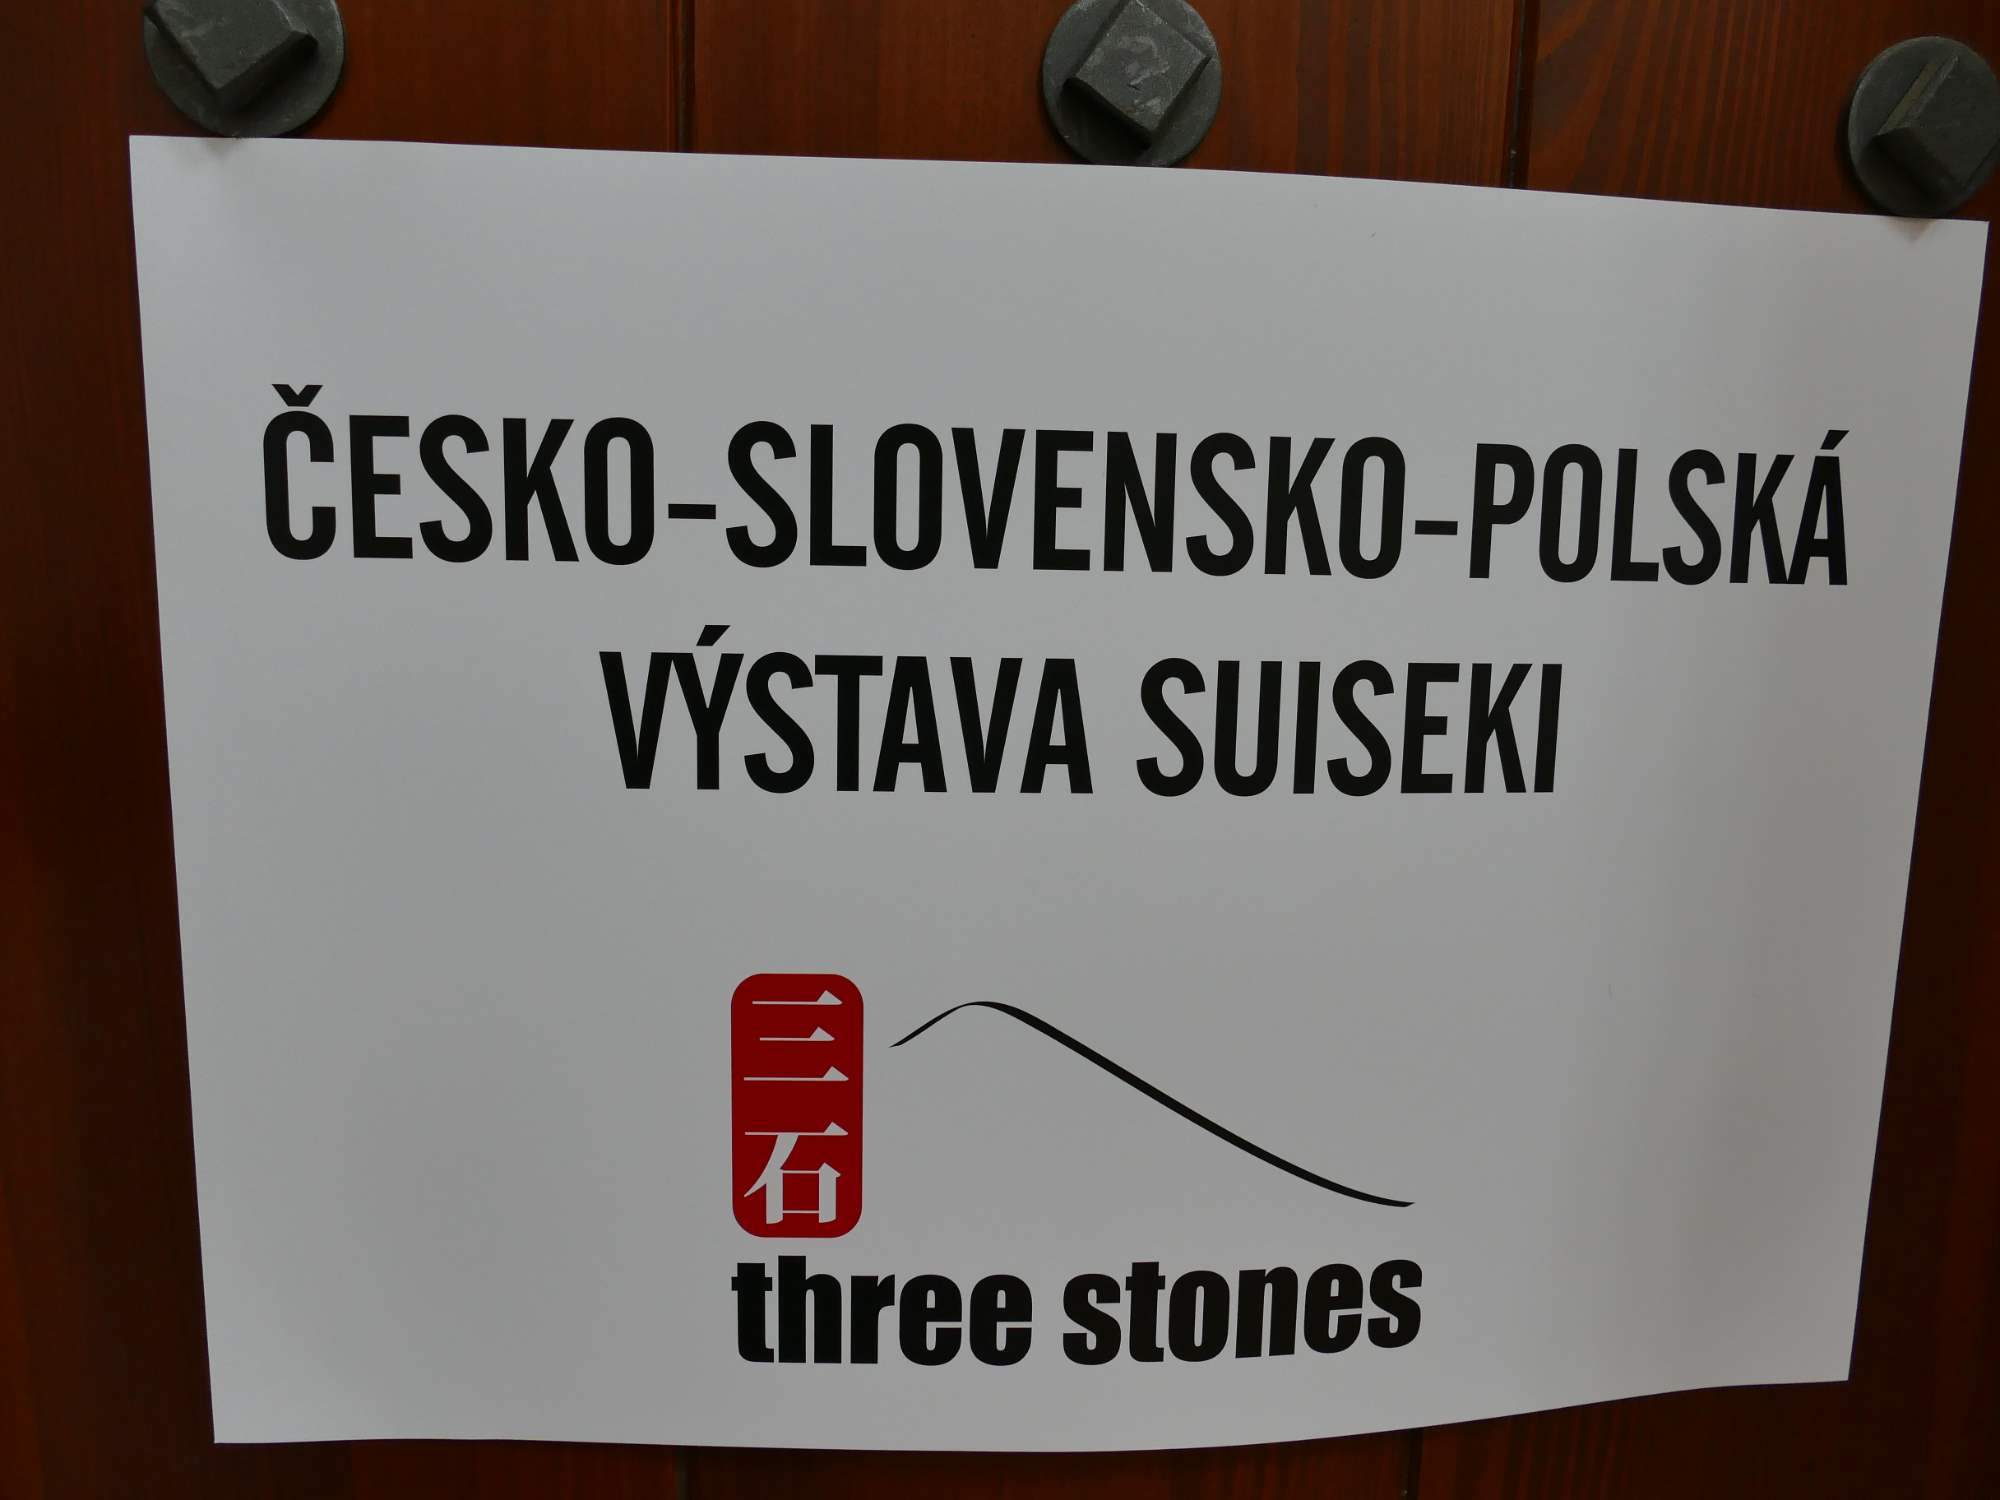 ČESKO-SLOVENSKO-POLSKÁ
VÝSTAVA SUISEKI
三石
three stones